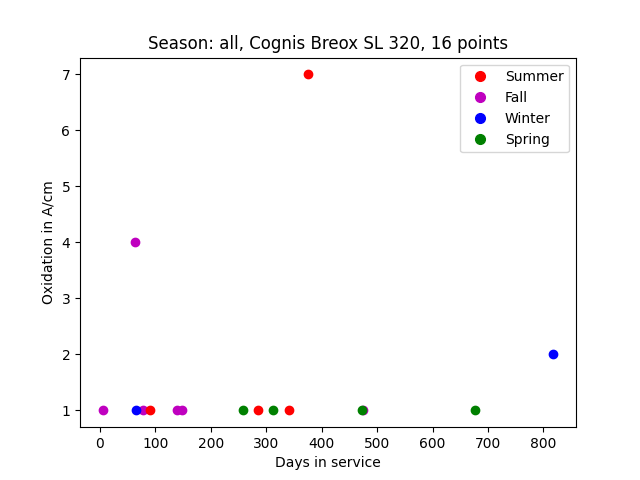 Season: all, Cognis Breox SL 320, 16 points
7
6
5
4
3
2
1
Oxidation in A/cm
Summer
Fall
Winter
Spring
0 100 200 300 400 500 600 700 800
Days in service